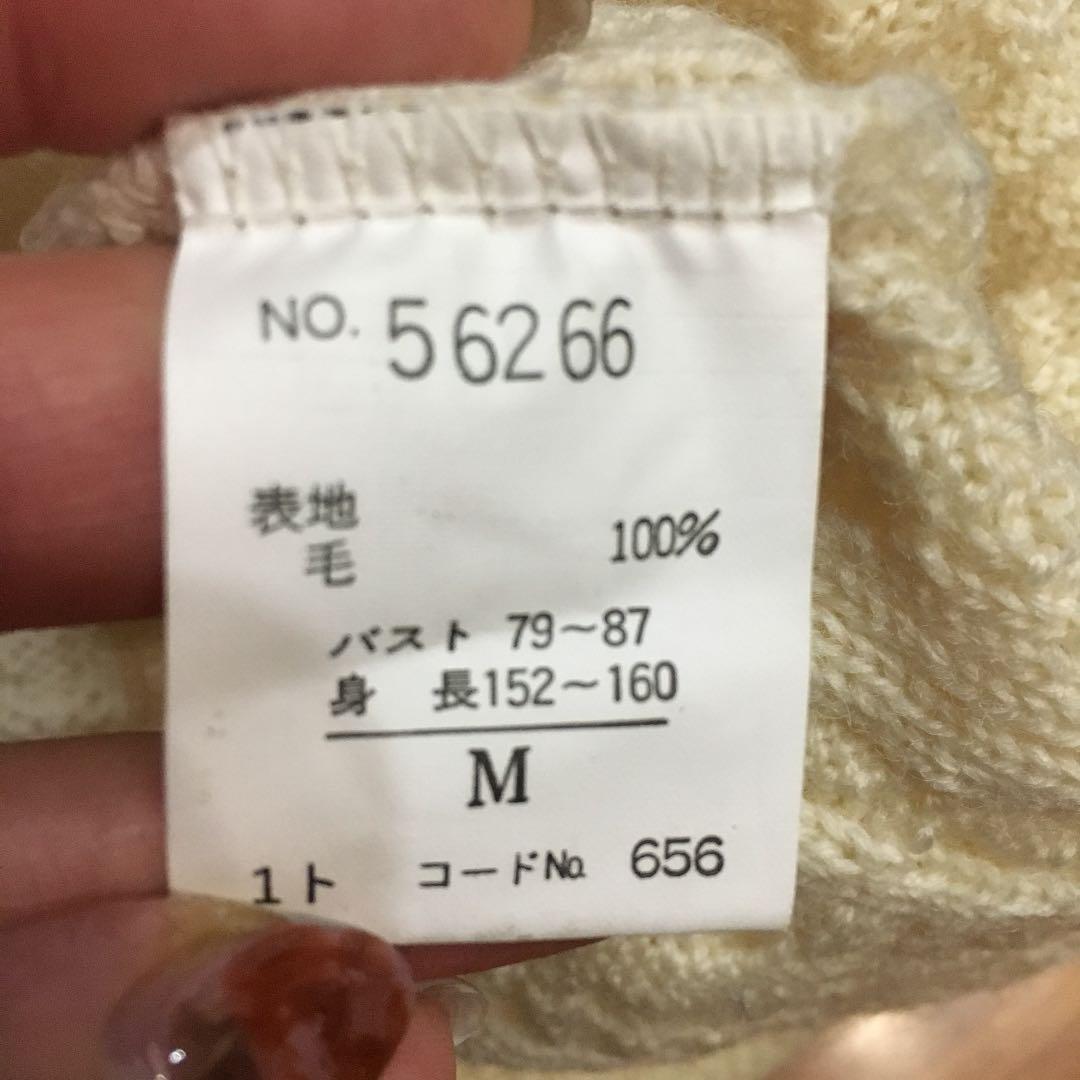 NO. 56266
表地
毛 100%
バスト 79〜87
身 長152〜160
M
1ト コードNo. 656